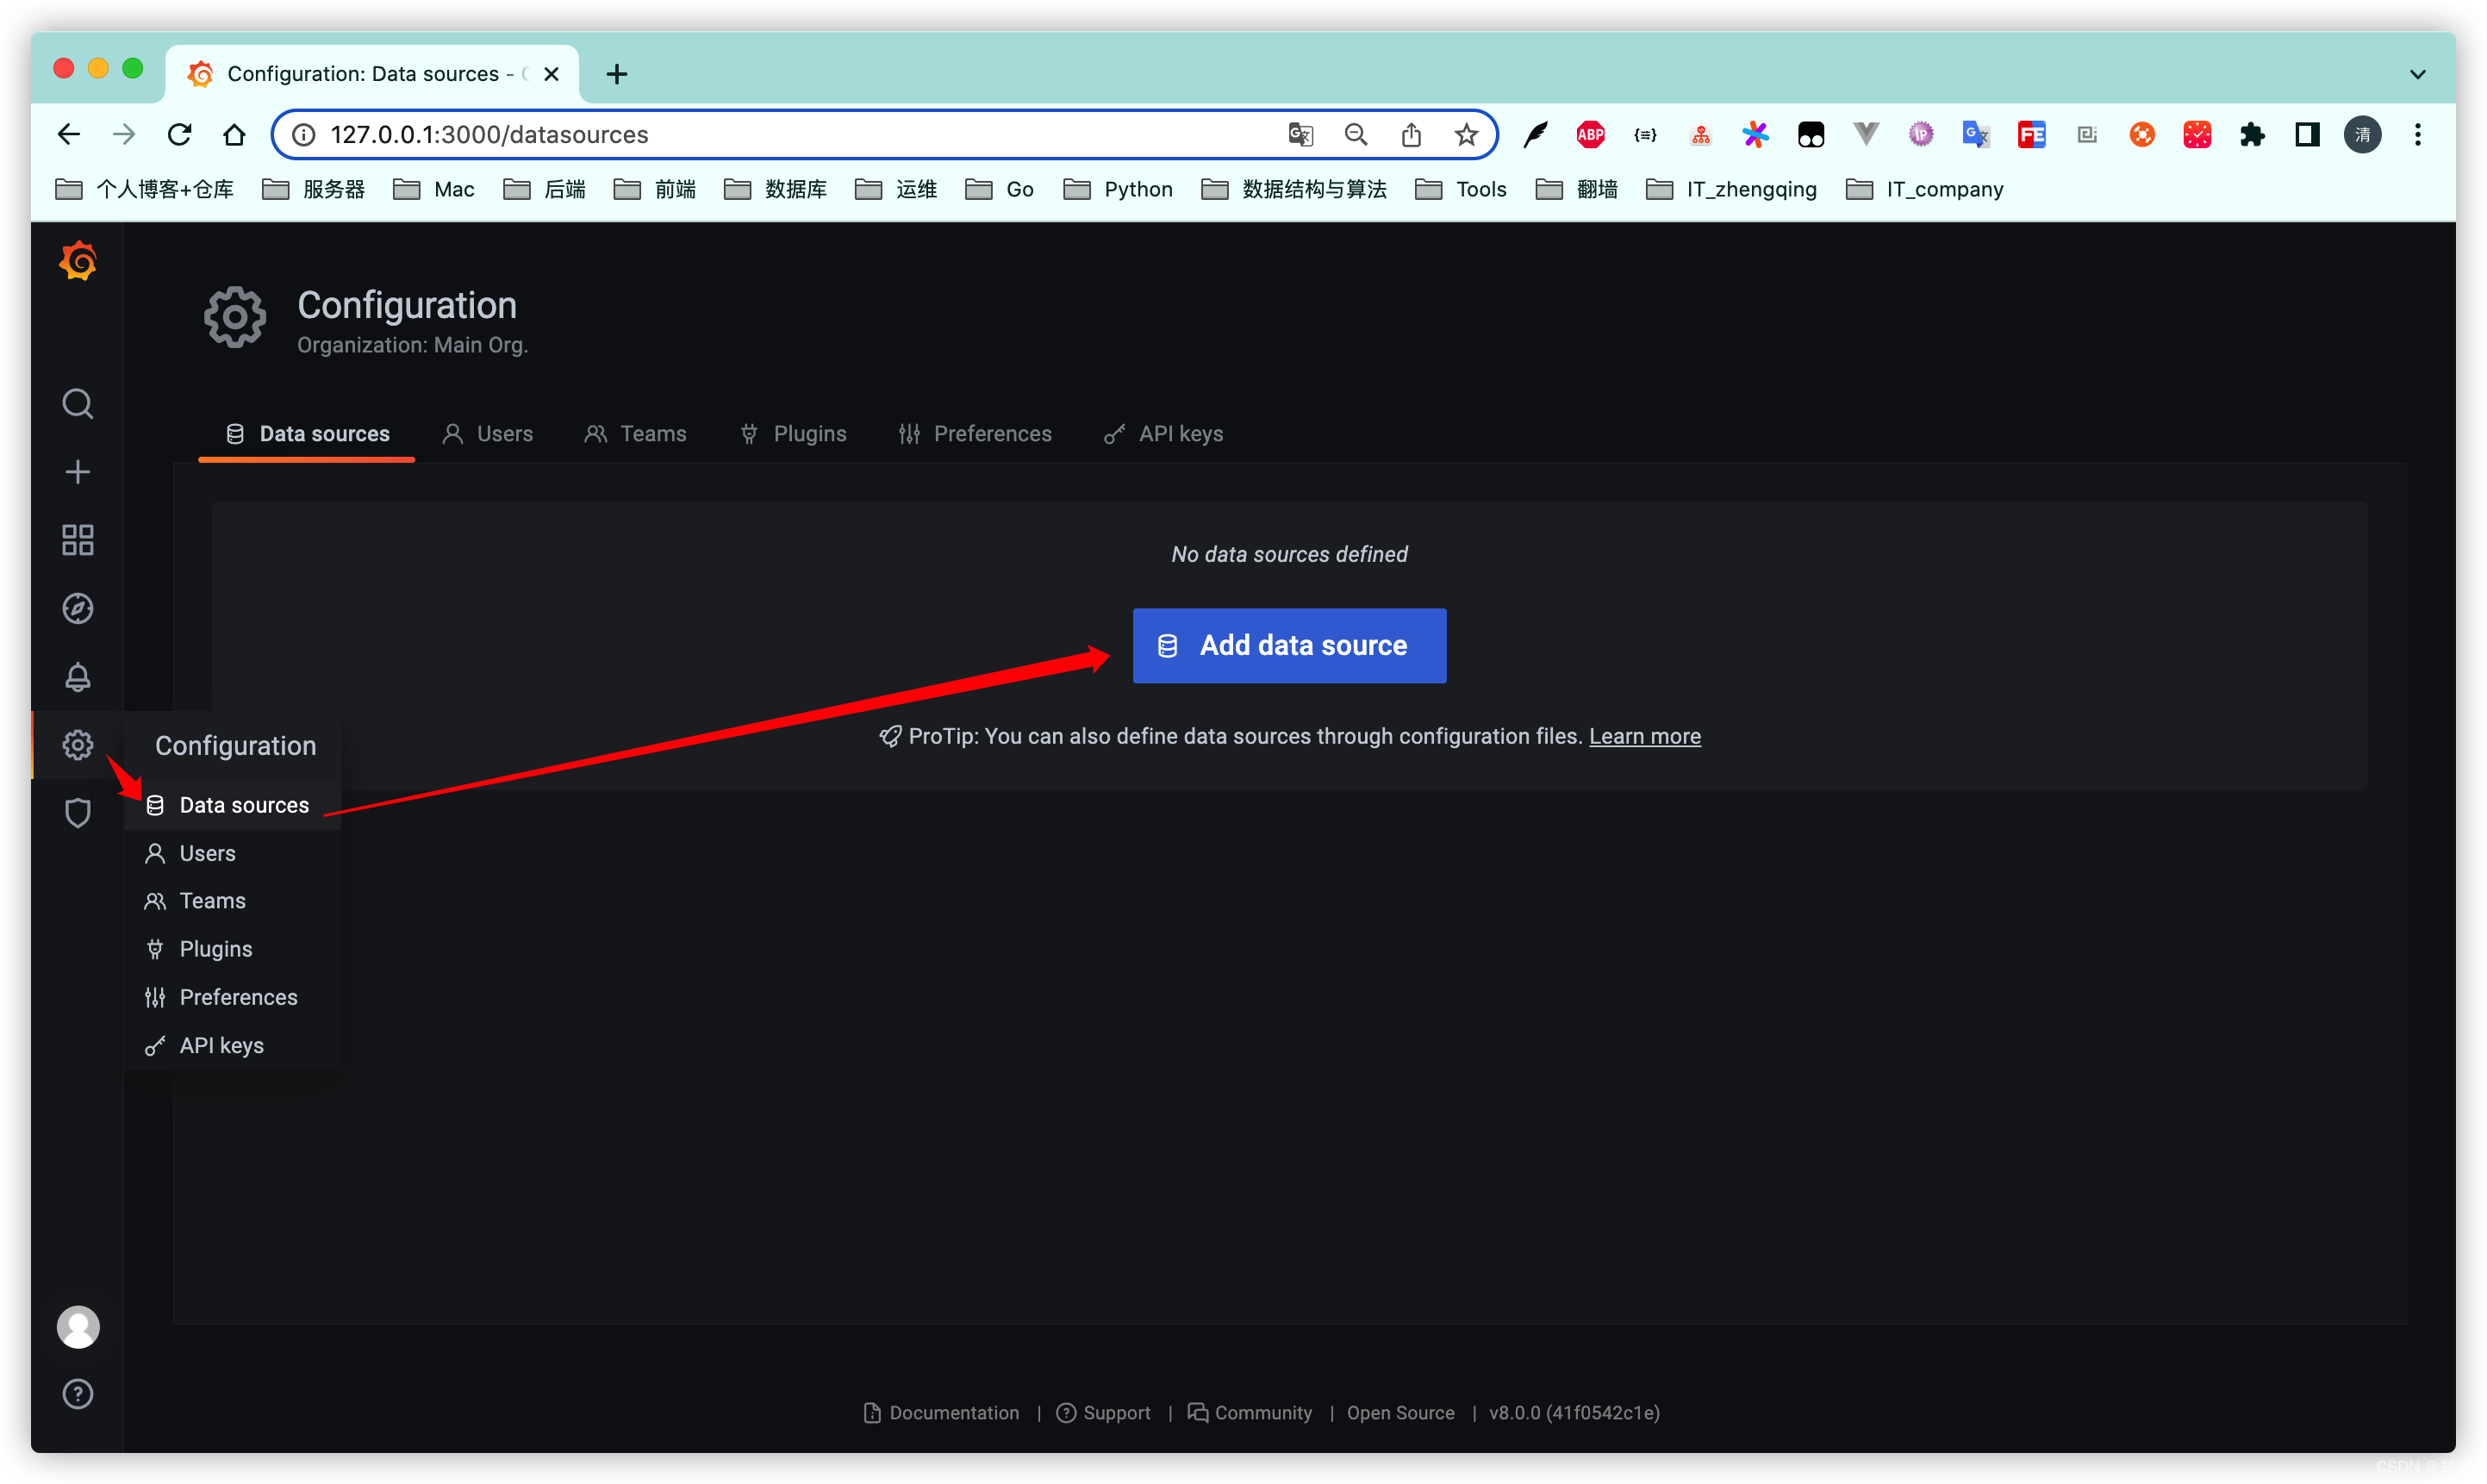 Configuration: Data sources -
127.0.0.1:3000/datasources
ABP
清
个人博客+仓库 服务器 Mac 后端 前端 数据库 运维 Go Python 数据结构与算法 Tools 翻墙 IT_zhengqing IT_company
Configuration
Organization: Main Org.
Data sources Users Teams Plugins Preferences API keys
No data sources defined
Add data source
ProTip: You can also define data sources through configuration files. Learn more
Configuration
Data sources
Users
Teams
Plugins
Preferences
API keys
Documentation | Support | Community | Open Source | v8.0.0 (41f0542c1e)